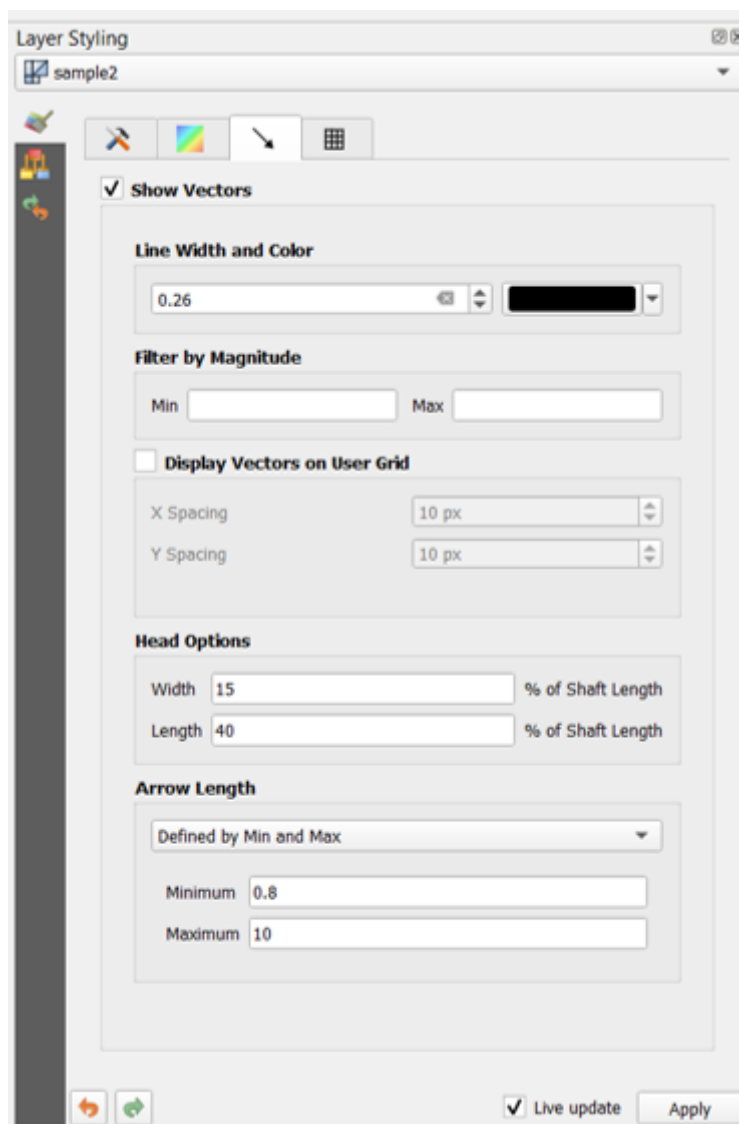 Layer Styling
sample2
Show Vectors
Line Width and Color
0.26
Filter by Magnitude
Min Max
Display Vectors on User Grid
X Spacing 10 px
Y Spacing 10 px
Head Options
Width 15 % of Shaft Length
Length 40 % of Shaft Length
Arrow Length
Defined by Min and Max
Minimum 0.8
Maximum 10
Live update Apply